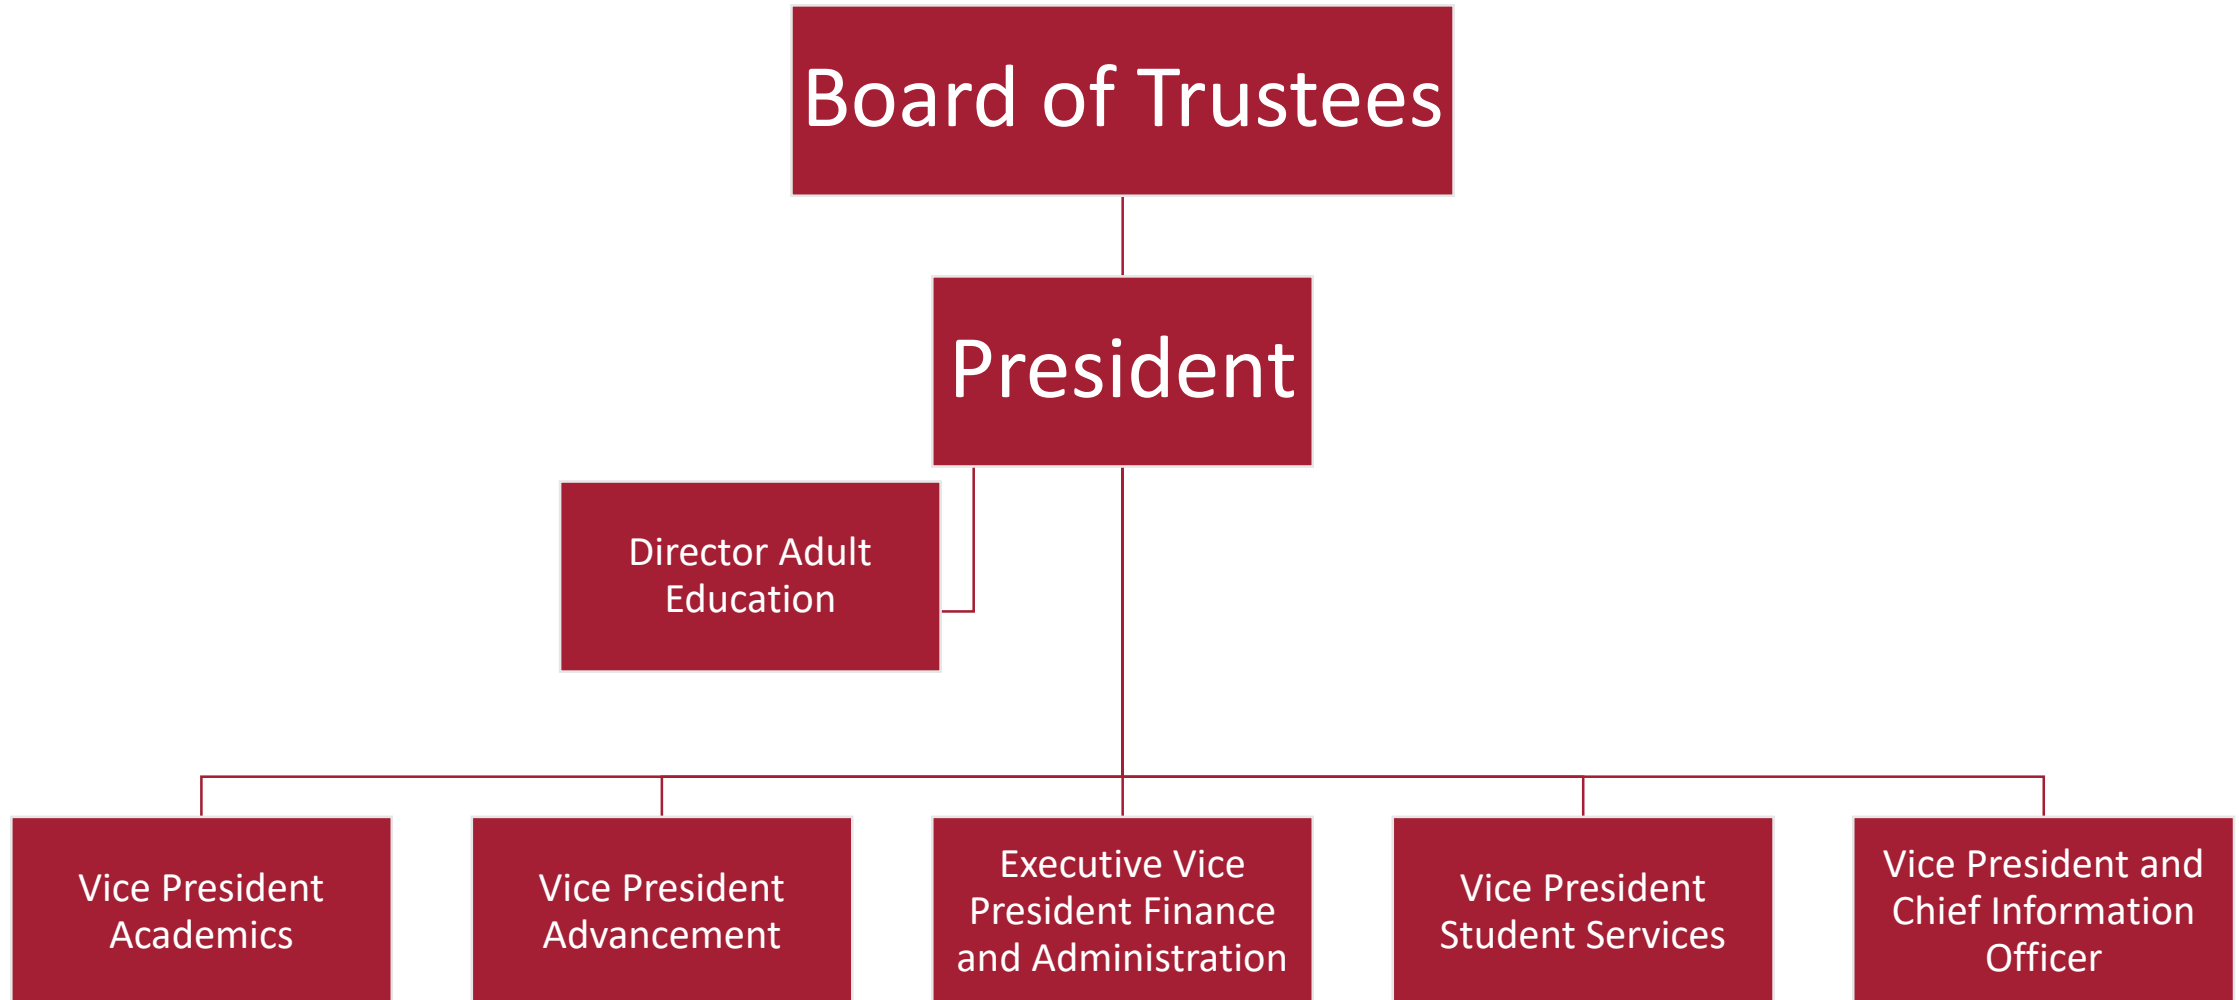 Board of Trustees
President
Director Adult
Education
Vice President
Academics
Vice President
Advancement
Executive Vice
President Finance
and Administration
Vice President
Student Services
Vice President and
Chief Information
Officer